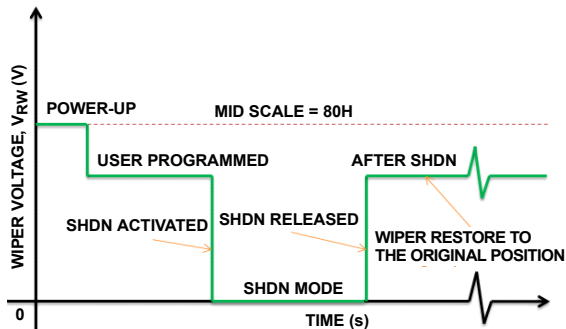 WIPER VOLTAGE, VRW (V)
POWER-UP
MID SCALE = 80H
USER PROGRAMMED
AFTER SHDN
SHDN ACTIVATED
SHDN RELEASED
WIPER RESTORE TO
THE ORIGINAL POSITION
SHDN MODE
0
TIME (s)